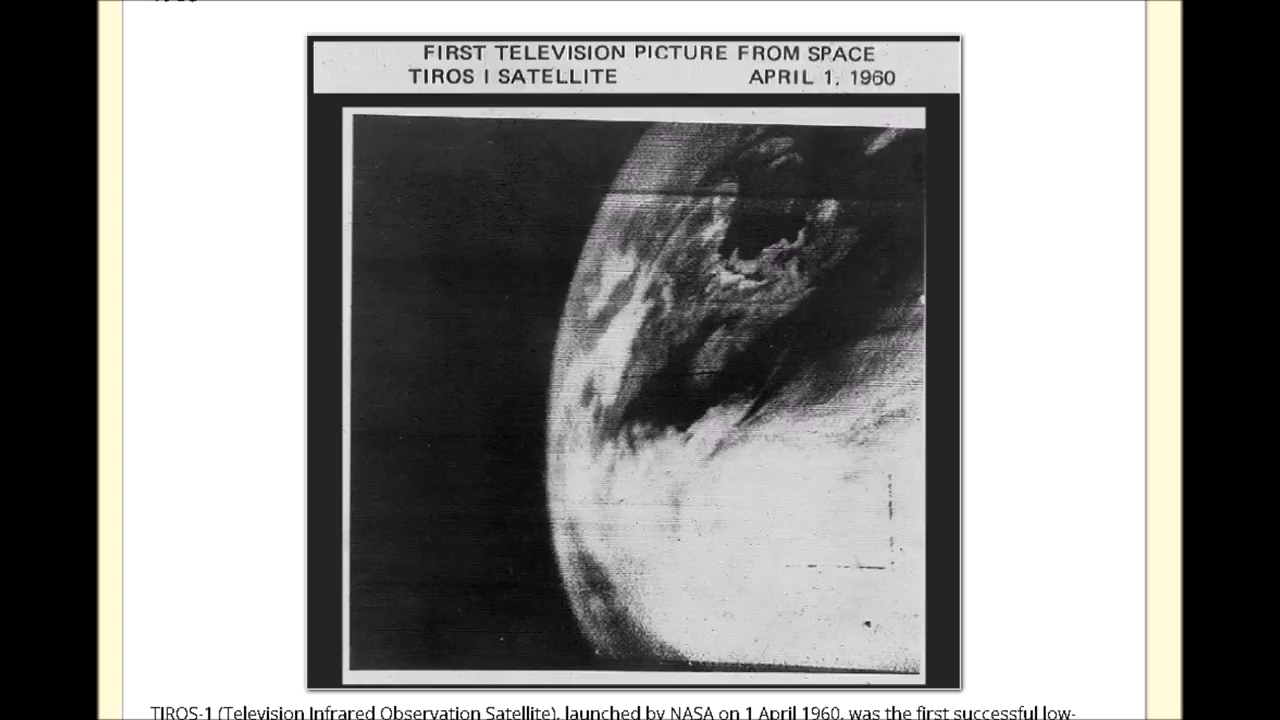 FIRST TELEVISION PICTURE FROM SPACE
TIROS I SATELLITE APRIL 1, 1960
TIROS-1 (Television Infrared Observation Satellite), launched by NASA on 1 April 1960, was the first successful low-